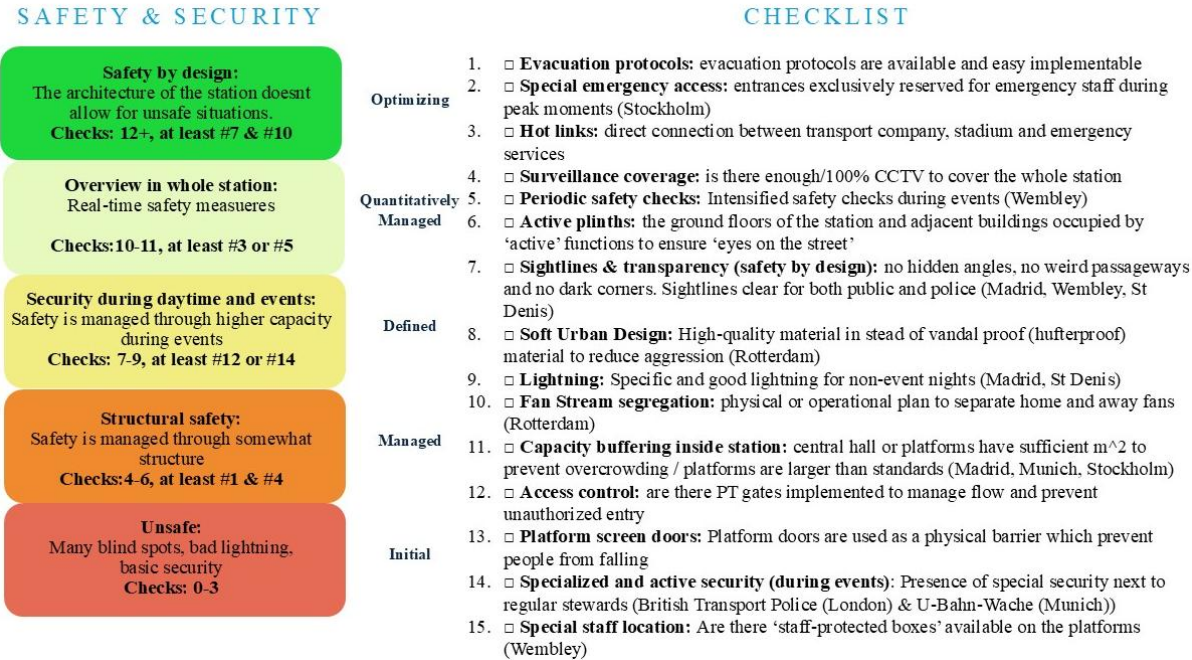 SAFETY & SECURITY
Safety by design:
The architecture of the station doesnt
allow for unsafe situations.
Checks: 12+, at least #7 & #10
Overview in whole station:
Real-time safety measueres
Checks:10-11, at least #3 or #5
Security during daytime and events:
Safety is managed through higher capacity
during events
Checks: 7-9, at least #12 or #14
Structural safety:
Safety is managed through somewhat
structure
Checks:4-6, at least #1 & #4
Unsafe:
Many blind spots, bad lightning,
basic security
Checks: 0-3
Optimizing
Quantitatively
Managed
Defined
Managed
Initial
CHECKLIST
1. □ Evacuation protocols: evacuation protocols are available and easy implementable
2. □ Special emergency access: entrances exclusively reserved for emergency staff during
peak moments (Stockholm)
3. □ Hot links: direct connection between transport company, stadium and emergency
services
4. □ Surveillance coverage: is there enough/100% CCTV to cover the whole station
5. □ Periodic safety checks: Intensified safety checks during events (Wembley)
6. □ Active plinths: the ground floors of the station and adjacent buildings occupied by
‘active’ functions to ensure ‘eyes on the street’
7. □ Sightlines & transparency (safety by design): no hidden angles, no weird passageways
and no dark corners. Sightlines clear for both public and police (Madrid, Wembley, St
Denis)
8. □ Soft Urban Design: High-quality material in stead of vandal proof (hufterproof)
material to reduce aggression (Rotterdam)
9. □ Lightning: Specific and good lightning for non-event nights (Madrid, St Denis)
10. □ Fan Stream segregation: physical or operational plan to separate home and away fans
(Rotterdam)
11. □ Capacity buffering inside station: central hall or platforms have sufficient m^2 to
prevent overcrowding / platforms are larger than standards (Madrid, Munich, Stockholm)
12. □ Access control: are there PT gates implemented to manage flow and prevent
unauthorized entry
13. □ Platform screen doors: Platform doors are used as a physical barrier which prevent
people from falling
14. □ Specialized and active security (during events): Presence of special security next to
regular stewards (British Transport Police (London) & U-Bahn-Wache (Munich))
15. □ Special staff location: Are there ‘staff-protected boxes’ available on the platforms
(Wembley)